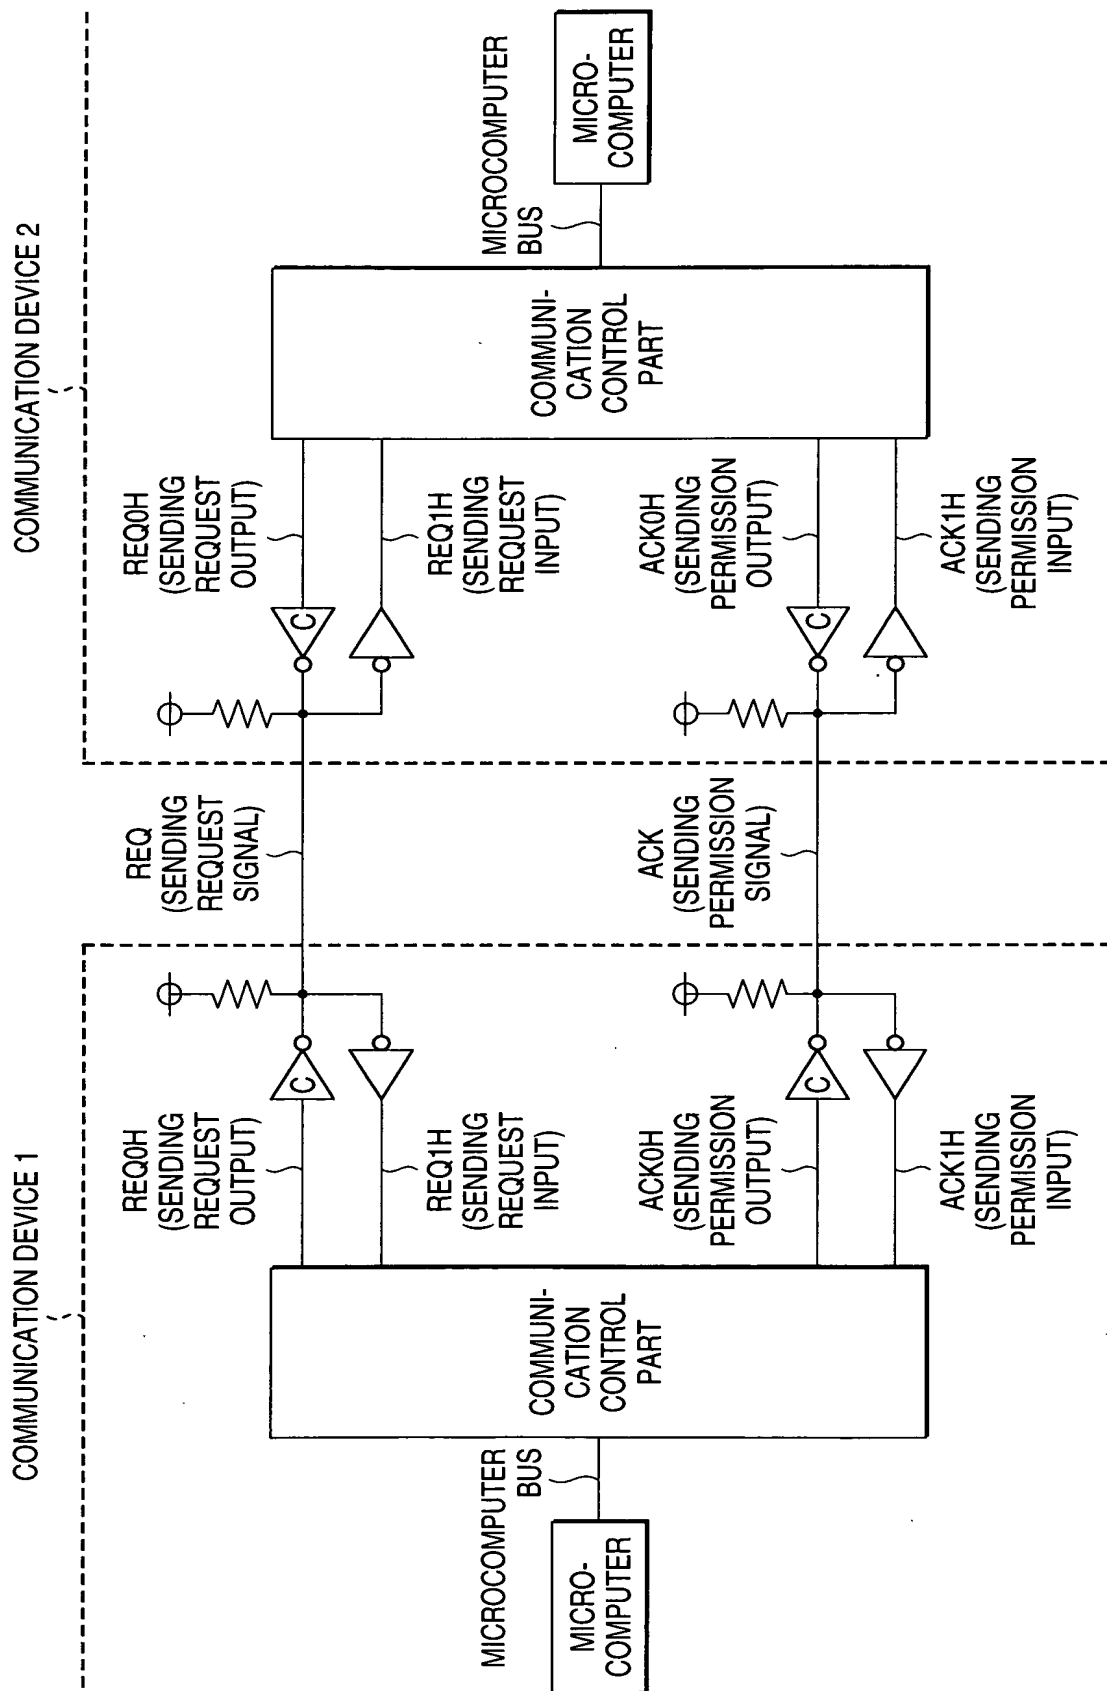 COMMUNICATION DEVICE 1
COMMUNICATION DEVICE 2
REQ0H
(SENDING
REQUEST
OUTPUT)
REQ
(SENDING
REQUEST
SIGNAL)
REQ0H
(SENDING
REQUEST
OUTPUT)
C
C
REQ1H
(SENDING
REQUEST
INPUT)
REQ1H
(SENDING
REQUEST
INPUT)
MICROCOMPUTER
BUS
MICROCOMPUTER
BUS
MICRO-
COMPUTER
COMMUNI-
CATION
CONTROL
PART
COMMUNI-
CATION
CONTROL
PART
MICRO-
COMPUTER
ACK0H
(SENDING
PERMISSION
OUTPUT)
ACK
(SENDING
PERMISSION
SIGNAL)
ACK0H
(SENDING
PERMISSION
OUTPUT)
C
C
ACK1H
(SENDING
PERMISSION
INPUT)
ACK1H
(SENDING
PERMISSION
INPUT)